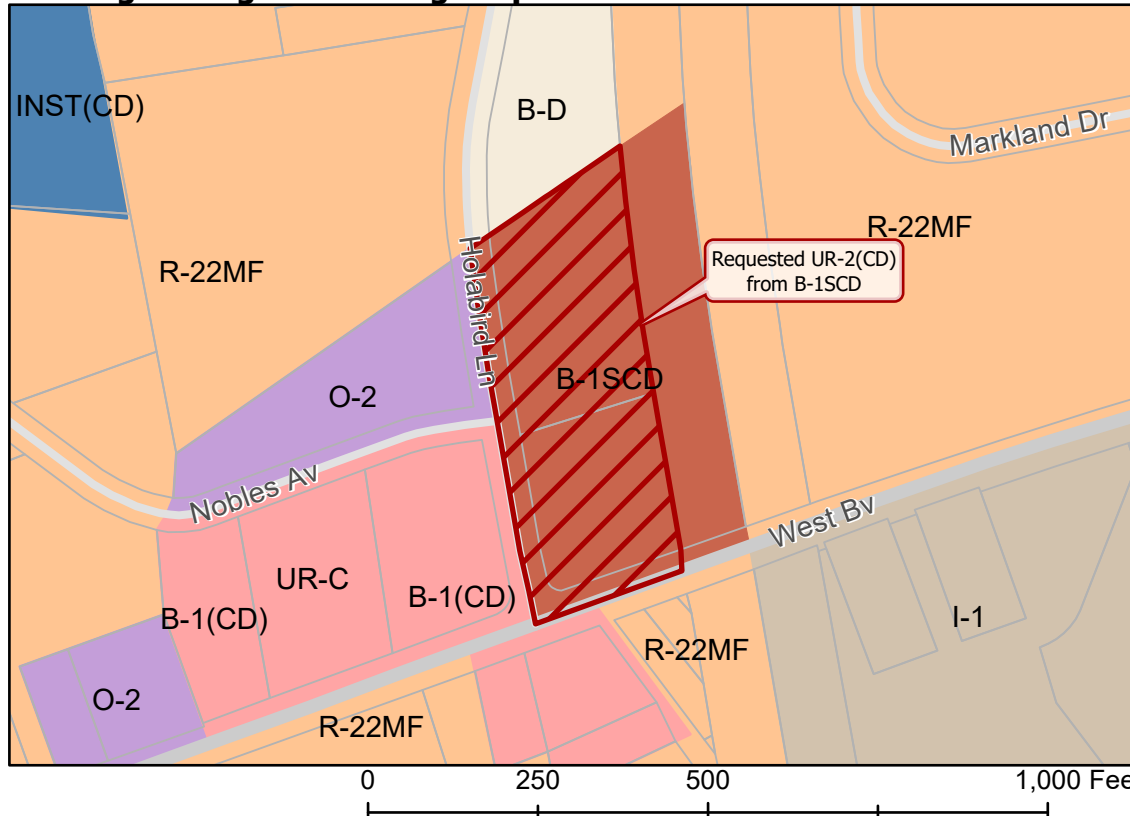 INST(CD)
B-D
Markland Dr
R-22MF
R-22MF
Holabird Ln
Requested UR-2(CD)
from B-1SCD
B-1SCD
O-2
Nobles Av
West Bv
UR-C
B-1(CD)
B-1(CD)
I-1
R-22MF
O-2
R-22MF
0 250 500 1,000 Fee